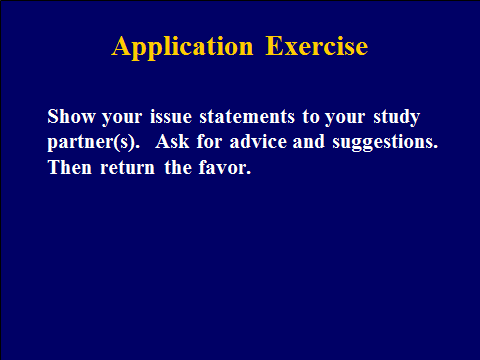 Application Exercise
Show your issue statements to your study
partner(s).  Ask for advice and suggestions.
Then return the favor.